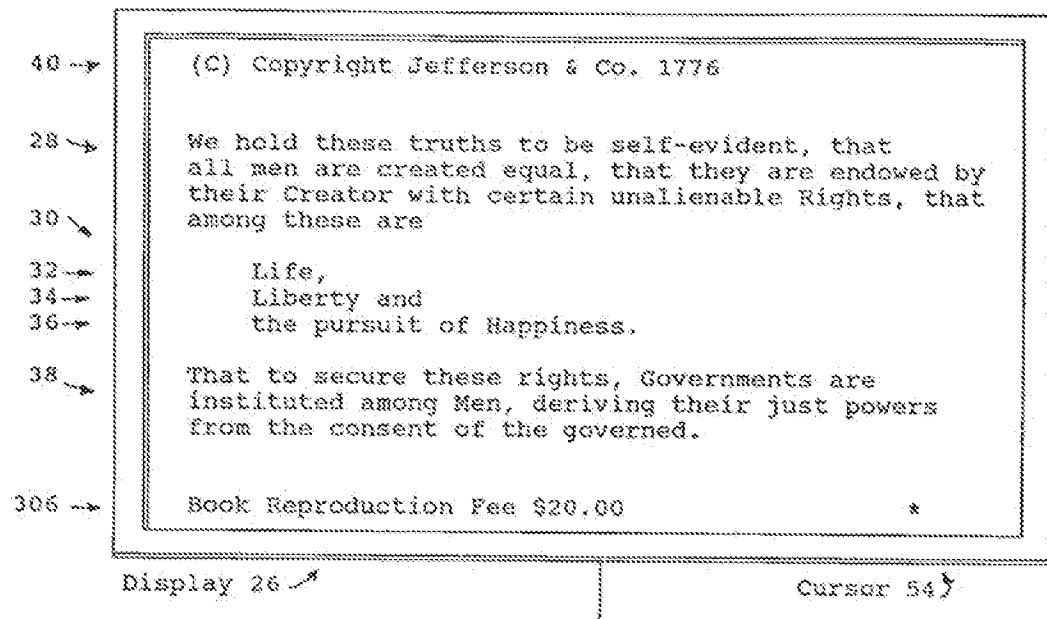 40 (C) Copyright Jefferson & Co. 1776
28 We hold these truths to be self-evident, that
all men are created equal, that they are endowed by
their Creator with certain unalienable Rights, that
30 among these are
32 Life,
34 Liberty and
36 the pursuit of Happiness.
38 That to secure these rights, Governments are
instituted among Men, deriving their just powers
from the consent of the governed.
306 Book Reproduction Fee $20.00 *
Display 26 Cursor 54